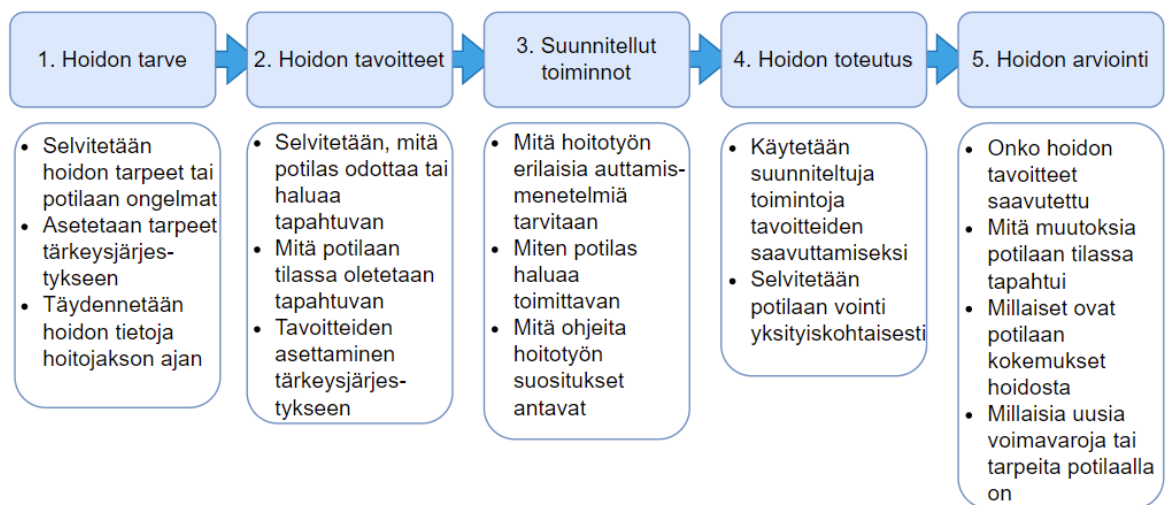 1. Hoidon tarve
2. Hoidon tavoitteet
3. Suunnitellut
toiminnot
4. Hoidon toteutus
5. Hoidon arviointi
• Selvitetään
hoidon tarpeet tai
potilaan ongelmat
• Asetetaan tarpeet
tärkeysjärjes-
tykseen
• Täydennetään
hoidon tietoja
hoitojakson ajan
• Selvitetään, mitä
potilas odottaa tai
haluaa
tapahtuvan
• Mitä potilaan
tilassa oletetaan
tapahtuvan
• Tavoitteiden
asettaminen
tärkeysjärjes-
tykseen
• Mitä hoitotyön
erilaisia auttamis-
menetelmiä
tarvitaan
• Miten potilas
haluaa
toimittavan
• Mitä ohjeita
hoitotyön
suositukset
antavat
• Käytetään
suunniteltuja
toimintoja
tavoitteiden
saavuttamiseksi
• Selvitetään
potilaan vointi
yksityiskohtaisesti
• Onko hoidon
tavoitteet
saavutettu
• Mitä muutoksia
potilaan tilassa
tapahtui
• Millaiset ovat
potilaan
kokemukset
hoidosta
• Millaisia uusia
voimavaroja tai
tarpeita potilaalla
on